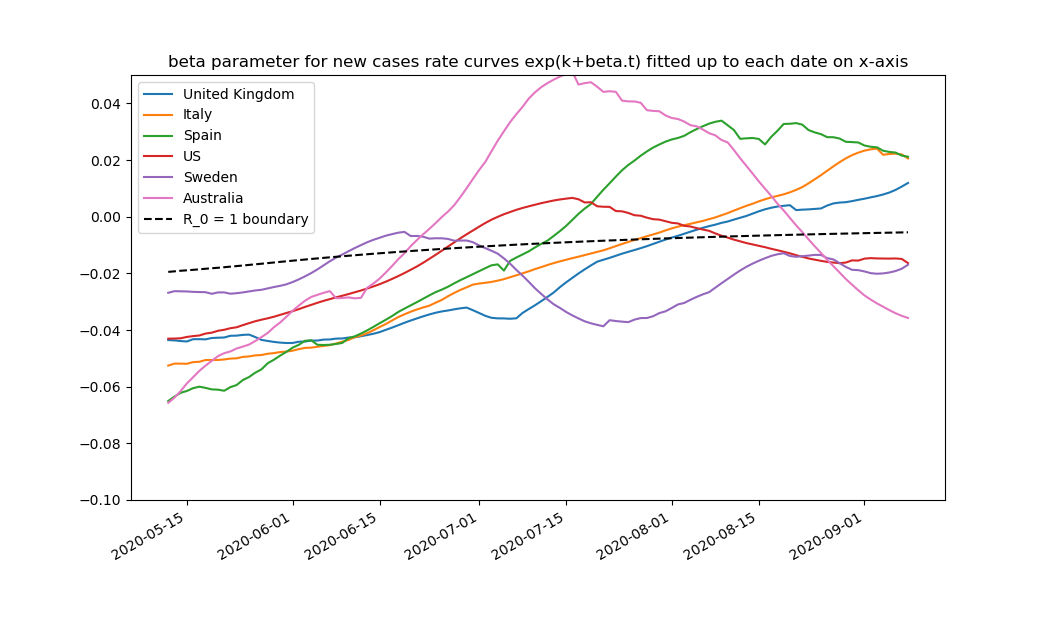 beta parameter for new cases rate curves exp(k+beta.t) fitted up to each date on x-axis
United Kingdom
Italy
Spain
US
Sweden
Australia
R_0 = 1 boundary
0.04
0.02
0.00
−0.02
−0.04
−0.06
−0.08
−0.10
2020-05-15
2020-06-01
2020-06-15
2020-07-01
2020-07-15
2020-08-01
2020-08-15
2020-09-01